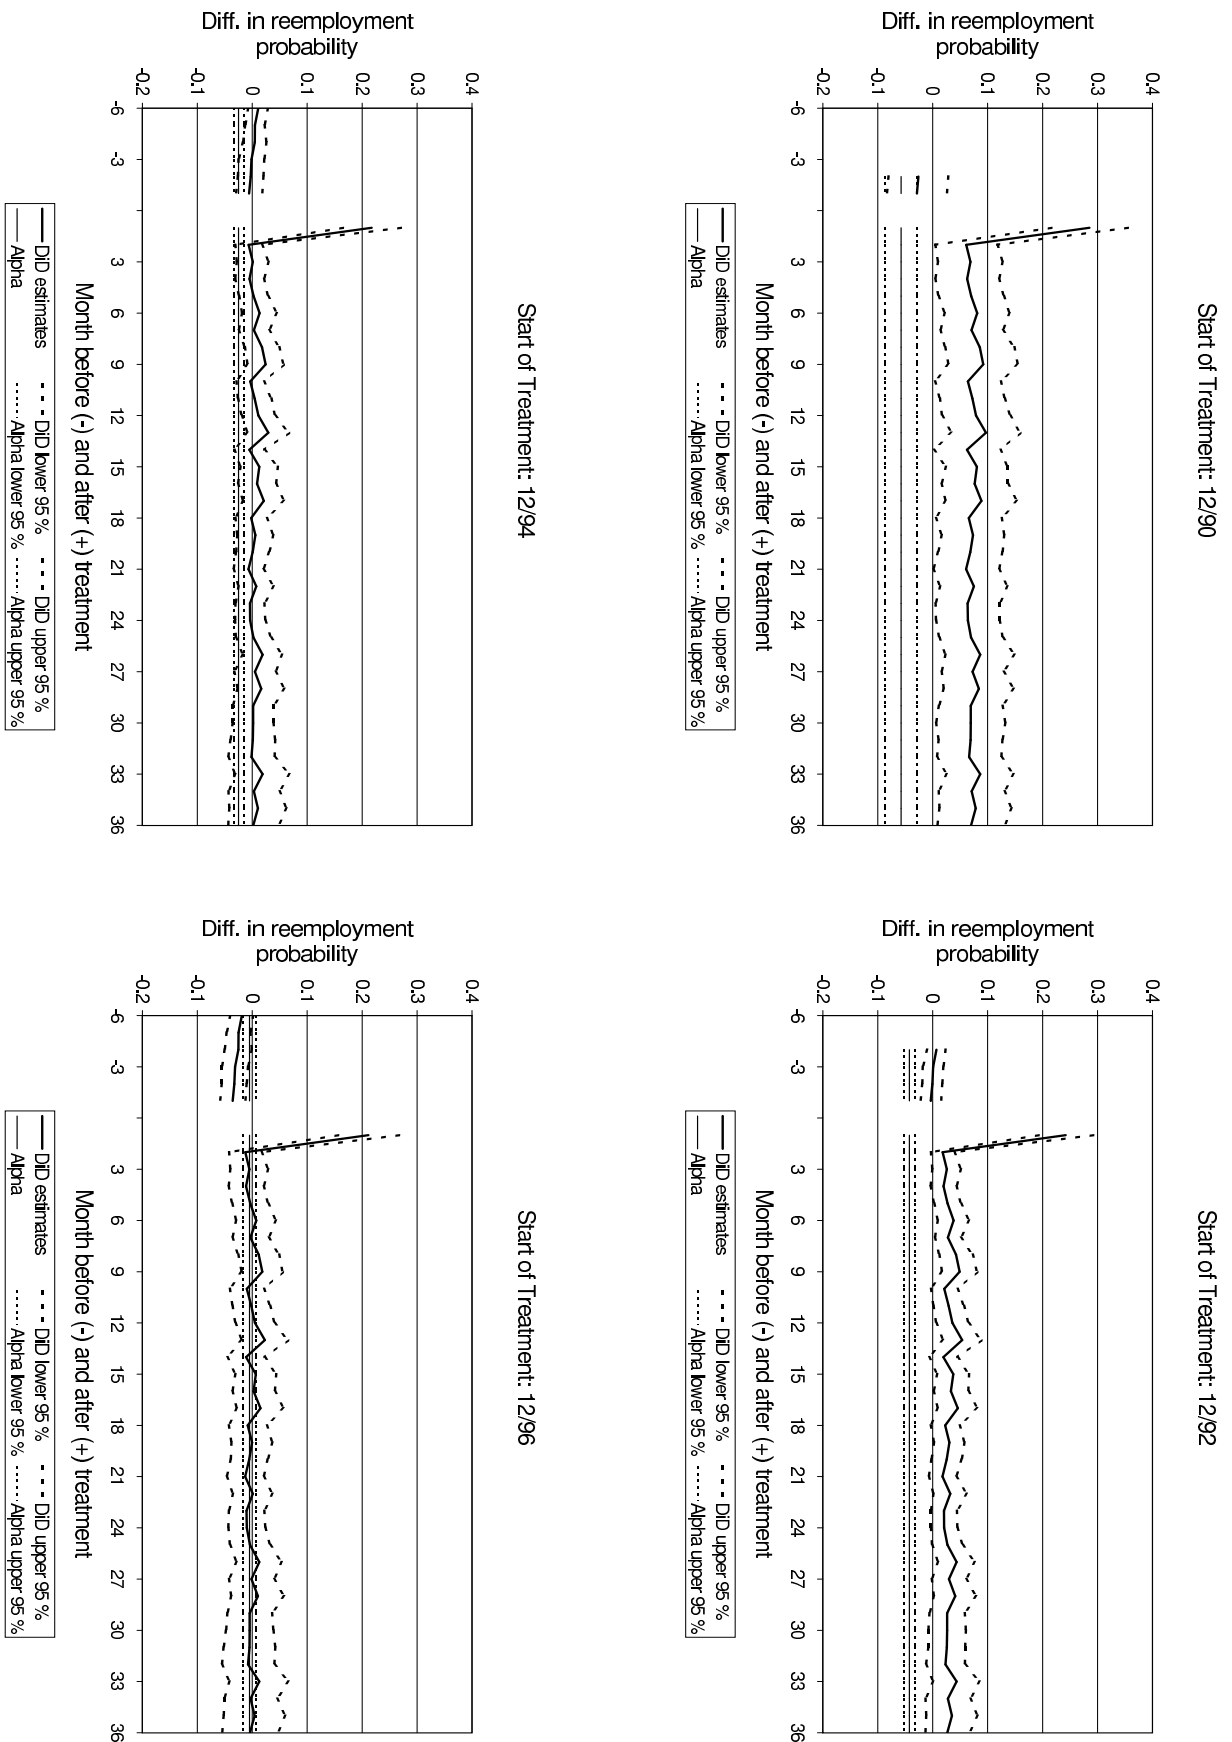 Start of Treatment: 12/90
Diff. in reemployment
probability
0.4
0.3
0.2
0.1
0
-0.1
-0.2
-6
-3
3
6
9
12
15
18
21
24
27
30
33
36
Month before (-) and after (+) treatment
DiD estimates
DiD lower 95 %
DiD upper 95 %
Alpha
Alpha lower 95 %
Alpha upper 95 %
Start of Treatment: 12/92
Diff. in reemployment
probability
0.4
0.3
0.2
0.1
0
-0.1
-0.2
-6
-3
3
6
9
12
15
18
21
24
27
30
33
36
Month before (-) and after (+) treatment
DiD estimates
DiD lower 95 %
DiD upper 95 %
Alpha
Alpha lower 95 %
Alpha upper 95 %
Start of Treatment: 12/94
Diff. in reemployment
probability
0.4
0.3
0.2
0.1
0
-0.1
-0.2
-6
-3
3
6
9
12
15
18
21
24
27
30
33
36
Month before (-) and after (+) treatment
DiD estimates
DiD lower 95 %
DiD upper 95 %
Alpha
Alpha lower 95 %
Alpha upper 95 %
Start of Treatment: 12/96
Diff. in reemployment
probability
0.4
0.3
0.2
0.1
0
-0.1
-0.2
-6
-3
3
6
9
12
15
18
21
24
27
30
33
36
Month before (-) and after (+) treatment
DiD estimates
DiD lower 95 %
DiD upper 95 %
Alpha
Alpha lower 95 %
Alpha upper 95 %